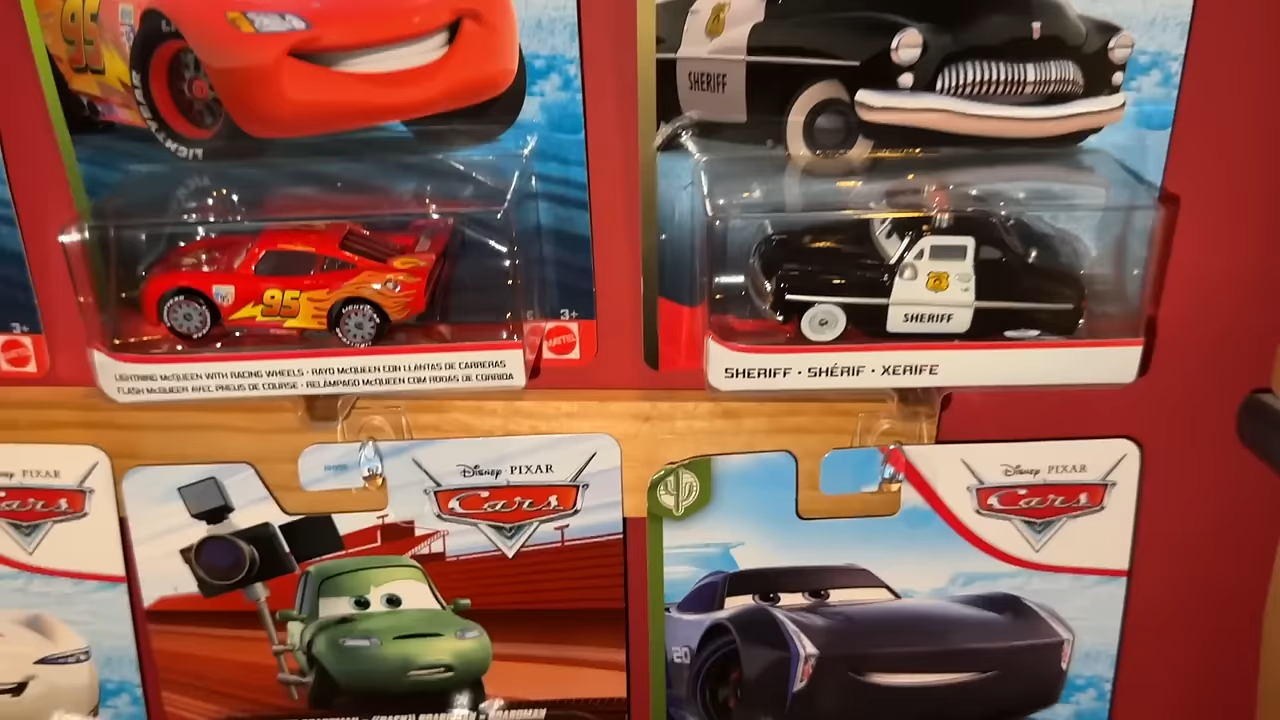 95
SHERIFF
LIGHTNING McQUEEN WITH RACING WHEELS • RAYO McQUEEN CON LLANTAS DE CARRERAS
FLASH McQUEEN AVEC PNEUS DE COURSE • RELÂMPAGO McQUEEN COM RODAS DE CORRIDA
95
3+
3+
MATTEL
SHERIFF
SHERIFF • SHÉRIF • XERIFE
PIXAR
Cars
Disney • PIXAR
Cars
Disney PIXAR
Cars
20